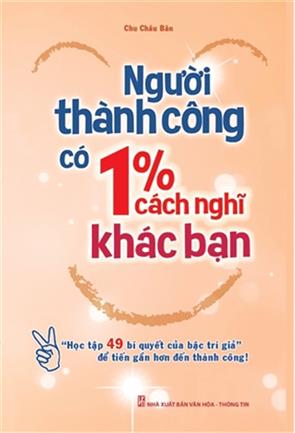 Chu Châu Bân
Người
thành công
có 1% cách nghĩ
khác bạn
"Học tập 49 bí quyết của bậc trí giả"
để tiến gần hơn đến thành công!
NHÀ XUẤT BẢN VĂN HÓA - THÔNG TIN